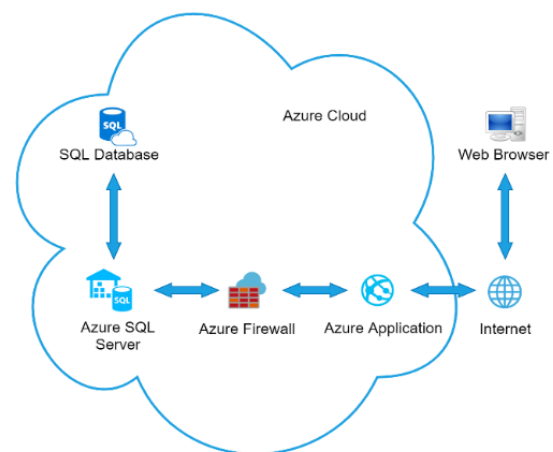 Azure Cloud
SQL
SQL Database
Web Browser
SQL
Azure SQL
Server
Azure Firewall
Azure Application
Internet